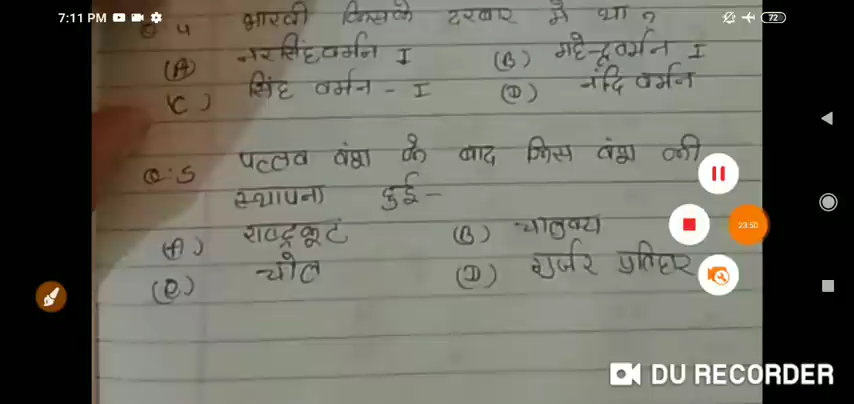 7:11 PM
72
Q 4 भारवी किसके दरबार में था ?
(A) नरसिंहवर्मन I (B) महेन्द्रवर्मन I
(C) सिंह वर्मन - I (D) नंदि वर्मन
Q:5 पल्लव वंश के बाद किस वंश की
स्थापना हुई -
(A) राष्ट्रकूट (B) चालुक्य
(C) चोल (D) गुर्जर प्रतिहार
23:50
DU RECORDER